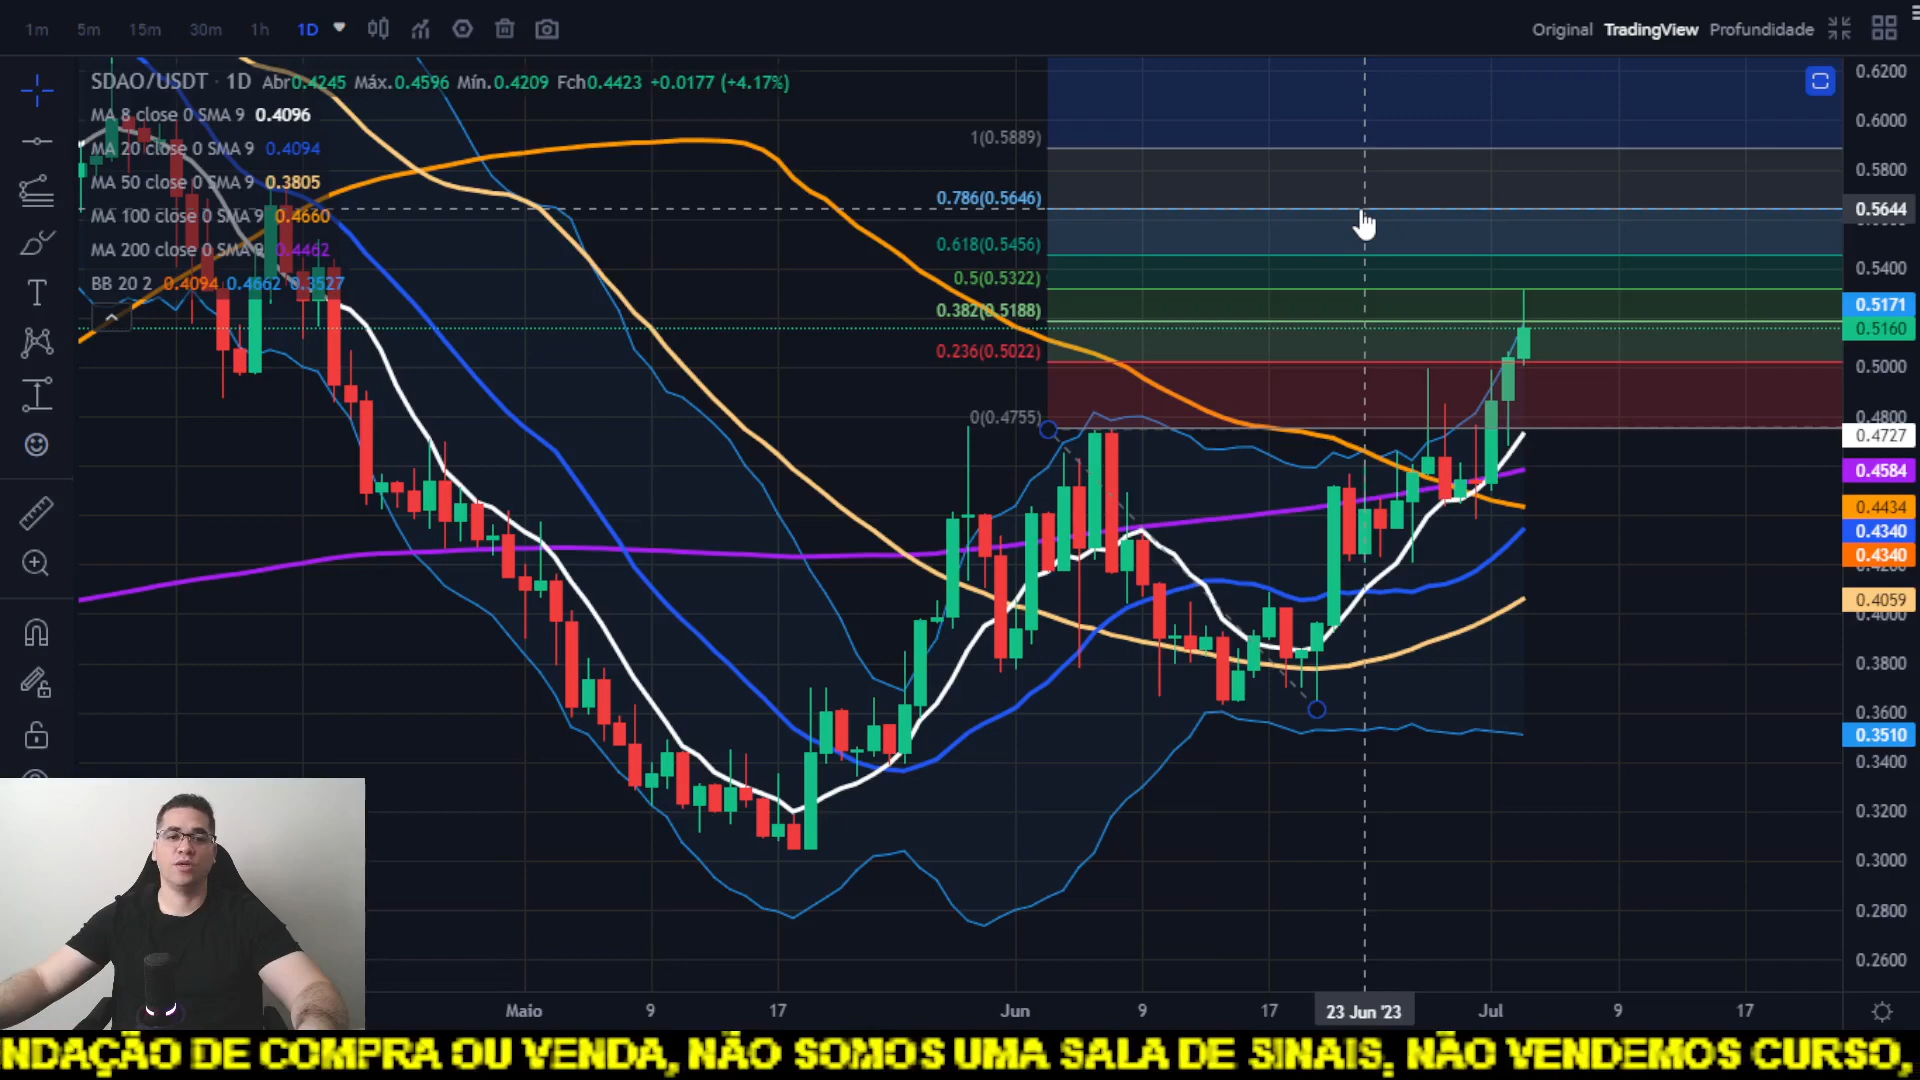 1m 5m 15m 30m 1h 1D
Original TradingView Profundidade
SDAO/USDT · 1D Abr0.4245 Máx.0.4596 Mín.0.4209 Fch0.4423 +0.0177 (+4.17%)
MA 8 close 0 SMA 9 0.4096
MA 20 close 0 SMA 9 0.4094
MA 50 close 0 SMA 9 0.3805
MA 100 close 0 SMA 9 0.4660
MA 200 close 0 SMA 9 0.4462
BB 20 2 0.4094 0.4662 0.3527
1(0.5889)
0.786(0.5646)
0.618(0.5456)
0.5(0.5322)
0.382(0.5188)
0.236(0.5022)
0(0.4755)
0.6200
0.6000
0.5800
0.5644
0.5400
0.5171
0.5160
0.5000
0.4800
0.4727
0.4584
0.4434
0.4340
0.4340
0.4200
0.4059
0.4000
0.3800
0.3600
0.3510
0.3400
0.3200
0.3000
0.2800
0.2600
Maio 9 17 Jun 9 17 23 Jun '23 Jul 9 17
NDAÇÃO DE COMPRA OU VENDA, NÃO SOMOS UMA SALA DE SINAIS, NÃO VENDEMOS CURSO,